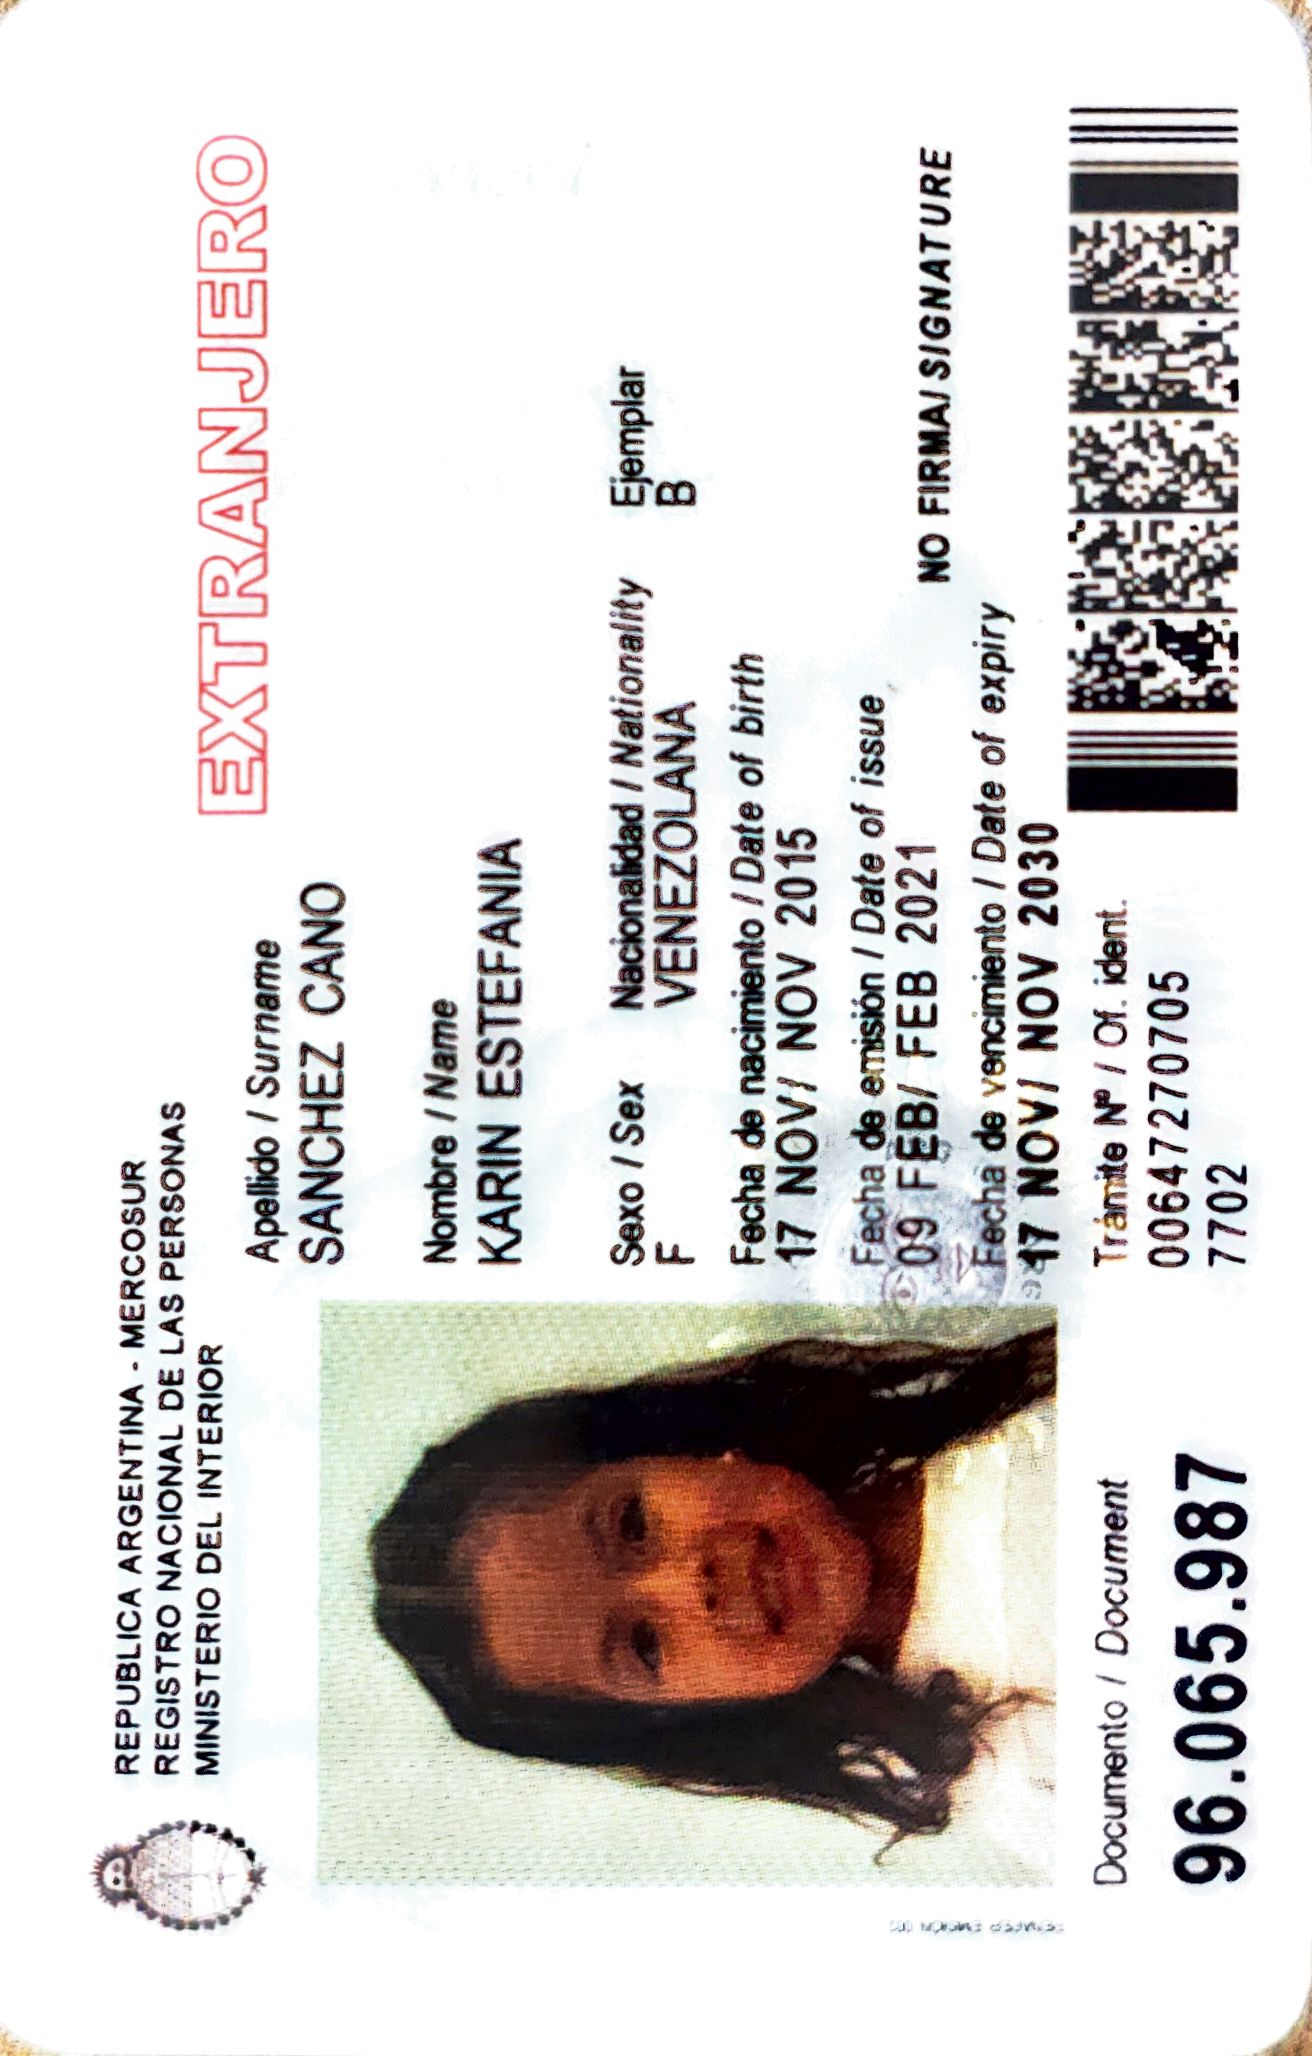 REPUBLICA ARGENTINA - MERCOSUR
REGISTRO NACIONAL DE LAS PERSONAS
MINISTERIO DEL INTERIOR
EXTRANJERO
Apellido / Surname
SANCHEZ CANO
Nombre / Name
KARIN ESTEFANIA
Sexo / Sex Nacionalidad / Nationality Ejemplar
F VENEZOLANA B
Fecha de nacimiento / Date of birth
17 NOV/ NOV 2015
Fecha de emisión / Date of issue
09 FEB/ FEB 2021
NO FIRMA/SIGNATURE
Fecha de vencimiento / Date of expiry
17 NOV/ NOV 2030
Documento / Document
96.065.987
Trámite Nº / Of. ident.
00647270705
7702